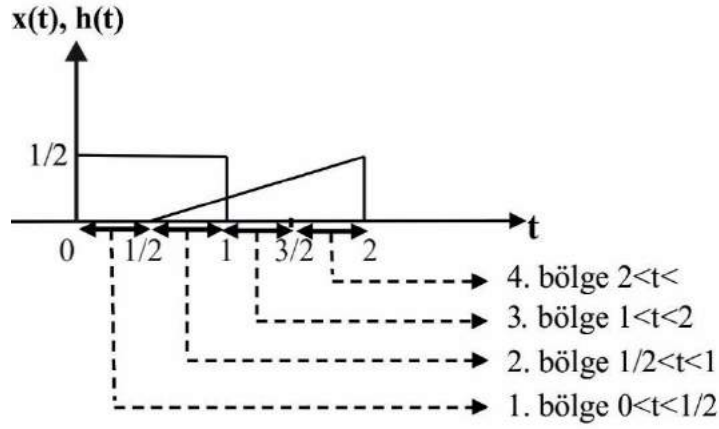 x(t), h(t)
1/2
t
0 1/2 1 3/2 2
4. bölge 2<t<
3. bölge 1<t<2
2. bölge 1/2<t<1
1. bölge 0<t<1/2